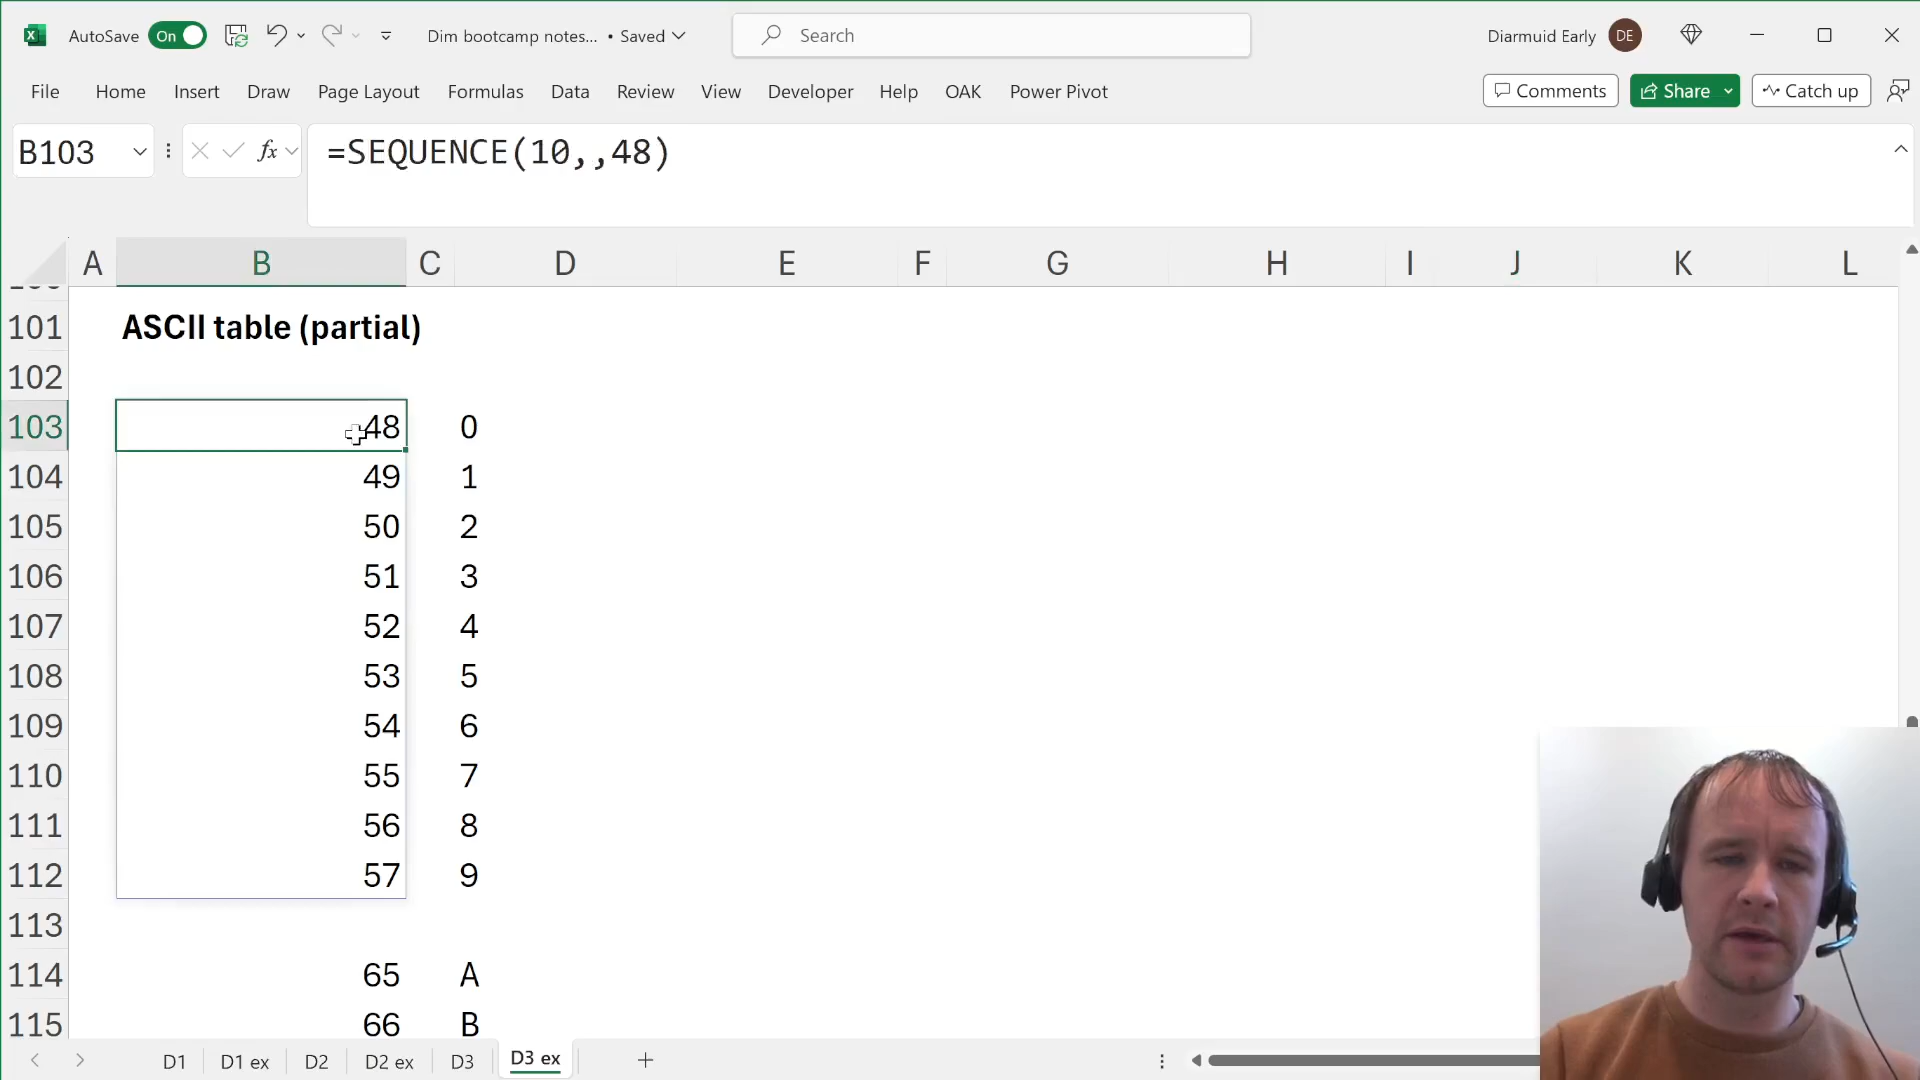 AutoSave On Dim bootcamp notes... • Saved Search Diarmuid Early DE
File Home Insert Draw Page Layout Formulas Data Review View Developer Help OAK Power Pivot Comments Share Catch up
B103 fx =SEQUENCE(10,,48)
A B C D E F G H I J K L
101 ASCII table (partial)
102
103 48 0
104 49 1
105 50 2
106 51 3
107 52 4
108 53 5
109 54 6
110 55 7
111 56 8
112 57 9
113
114 65 A
115 66 B
D1 D1 ex D2 D2 ex D3 D3 ex